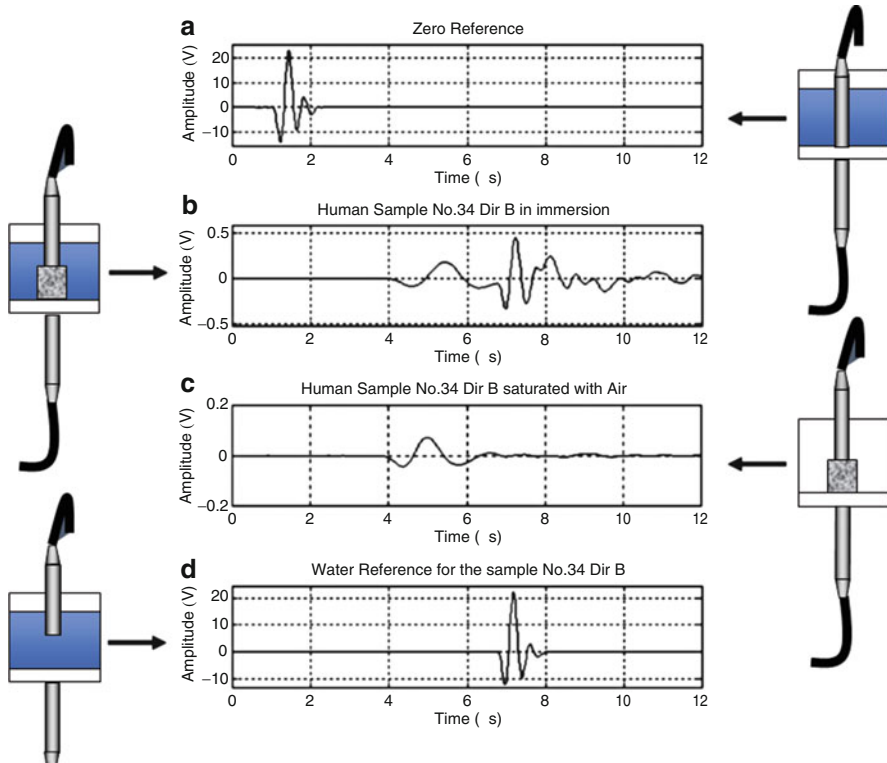 a
Zero Reference
Amplitude (V)
20
10
0
−10
0 2 4 6 8 10 12
Time ( s)
b
Human Sample No.34 Dir B in immersion
Amplitude (V)
0.5
0
−0.5
0 2 4 6 8 10 12
Time ( s)
c
Human Sample No.34 Dir B saturated with Air
Amplitude (V)
0.2
0
−0.2
0 2 4 6 8 10 12
Time ( s)
d
Water Reference for the sample No.34 Dir B
Amplitude (V)
20
10
0
−10
0 2 4 6 8 10 12
Time ( s)